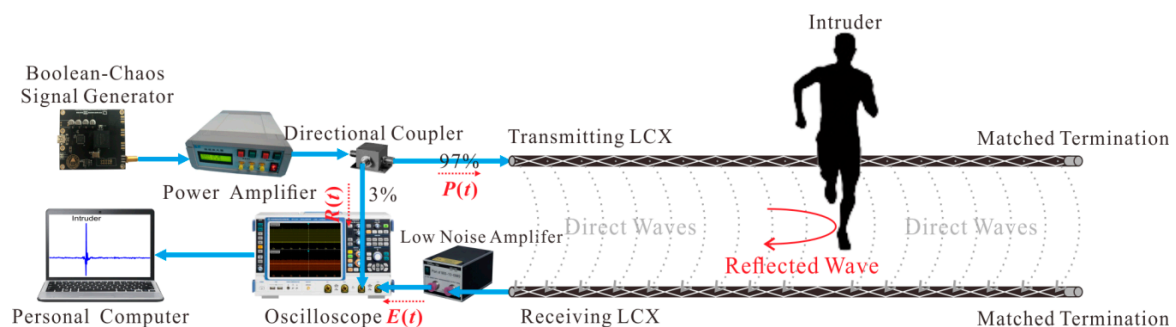 Intruder
Boolean-Chaos
Signal Generator
Directional Coupler
Transmitting LCX
Matched Termination
97%
P(t)
Power Amplifier
R(t)
3%
Intruder
Direct Waves
Direct Waves
Low Noise Amplifer
Reflected Wave
Personal Computer
Oscilloscope
E(t)
Receiving LCX
Matched Termination